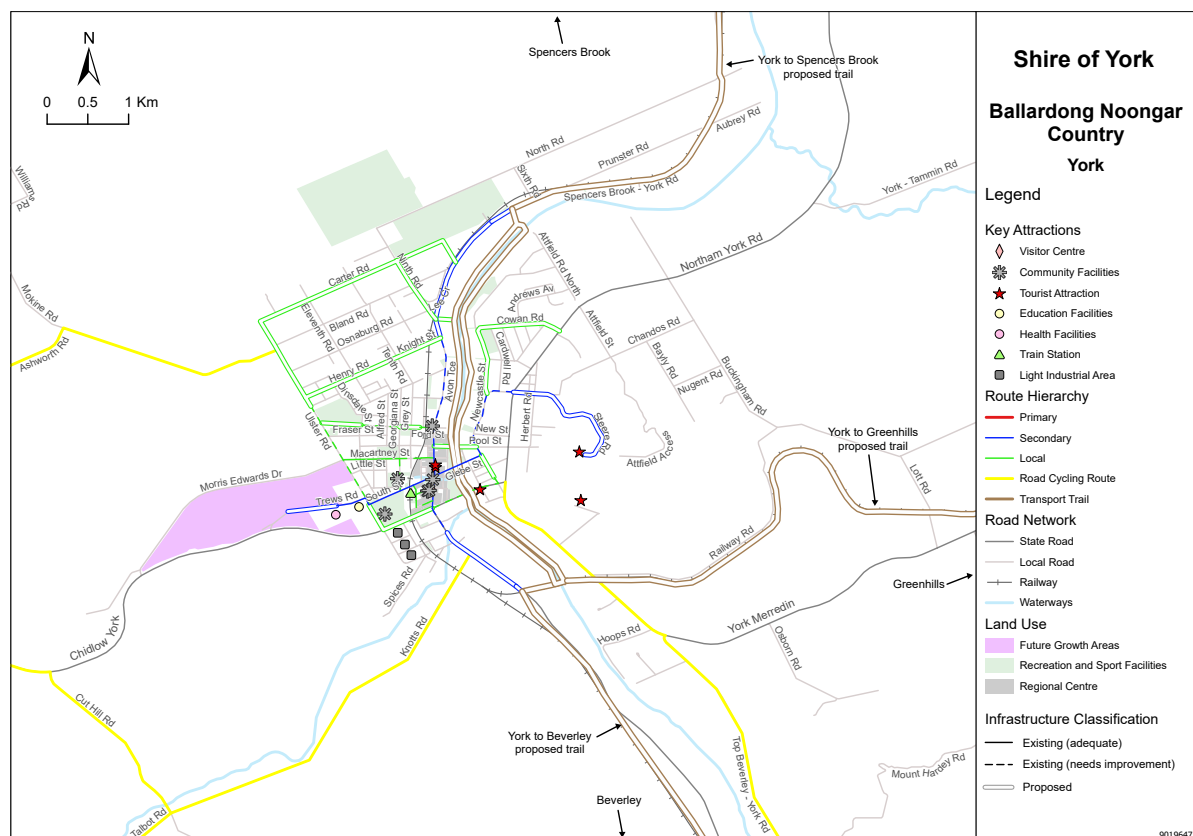 Spencers Brook
York to Spencers Brook
proposed trail
N
0 0.5 1 Km
North Rd
Aubrey Rd
Prunster Rd
Sixth Rd
Spencers Brook - York Rd
York - Tammin Rd
Williams
Rd
Mokine Rd
Ashworth Rd
Carter Rd
Ninth Rd
Lee Cr
Eleventh Rd
Bland Rd
Osnaburg Rd
Knight St
Henry Rd
Tenth Rd
Attfield Rd North
Northam York Rd
Andrews Av
Cowan Rd
Cardwell Rd
Attfield St
Chandos Rd
Bayly Rd
Nugent Rd
Buckingham Rd
Avon Tce
Newcastle St
Dinsdale St
Ulster Rd
Alfred St
Georgiana St
Grey St
Fraser St
Ford St
New St
Pool St
Herbert Rd
Steere Rd
Attfield Access
Macartney St
Little St
Glebe St
Morris Edwards Dr
Trews Rd
South St
York to Greenhills
proposed trail
Lott Rd
Railway Rd
Greenhills
Spices Rd
Chidlow York
Knotts Rd
Hoops Rd
York Merredin
Osborn Rd
Cut Hill Rd
York to Beverley
proposed trail
Top Beverley - York Rd
Mount Hardey Rd
Talbot Rd
Beverley
Shire of York
Ballardong Noongar
Country
York
Legend
Key Attractions
Visitor Centre
Community Facilities
Tourist Attraction
Education Facilities
Health Facilities
Train Station
Light Industrial Area
Route Hierarchy
Primary
Secondary
Local
Road Cycling Route
Transport Trail
Road Network
State Road
Local Road
Railway
Waterways
Land Use
Future Growth Areas
Recreation and Sport Facilities
Regional Centre
Infrastructure Classification
Existing (adequate)
Existing (needs improvement)
Proposed